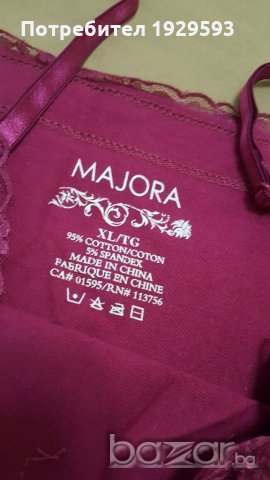 Потребител 1929593
MAJORA
XL/TG
95% COTTON/COTON
5% SPANDEX
MADE IN CHINA
FABRIQUE EN CHINE
CA# 01595/RN# 113756
bazar.bg